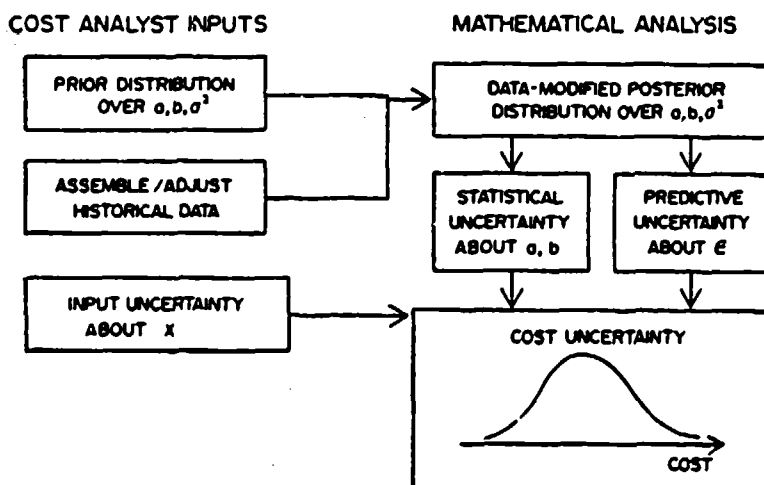 COST ANALYST INPUTS
MATHEMATICAL ANALYSIS
PRIOR DISTRIBUTION
OVER a,b,σ²
DATA-MODIFIED POSTERIOR
DISTRIBUTION OVER a,b,σ²
ASSEMBLE/ADJUST
HISTORICAL DATA
STATISTICAL
UNCERTAINTY
ABOUT a, b
PREDICTIVE
UNCERTAINTY
ABOUT ϵ
INPUT UNCERTAINTY
ABOUT X
COST UNCERTAINTY
COST